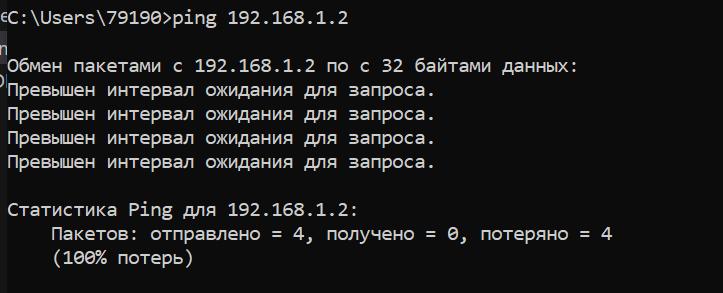 C:\Users\79190>ping 192.168.1.2
Обмен пакетами с 192.168.1.2 по с 32 байтами данных:
Превышен интервал ожидания для запроса.
Превышен интервал ожидания для запроса.
Превышен интервал ожидания для запроса.
Превышен интервал ожидания для запроса.
Статистика Ping для 192.168.1.2:
Пакетов: отправлено = 4, получено = 0, потеряно = 4
(100% потерь)